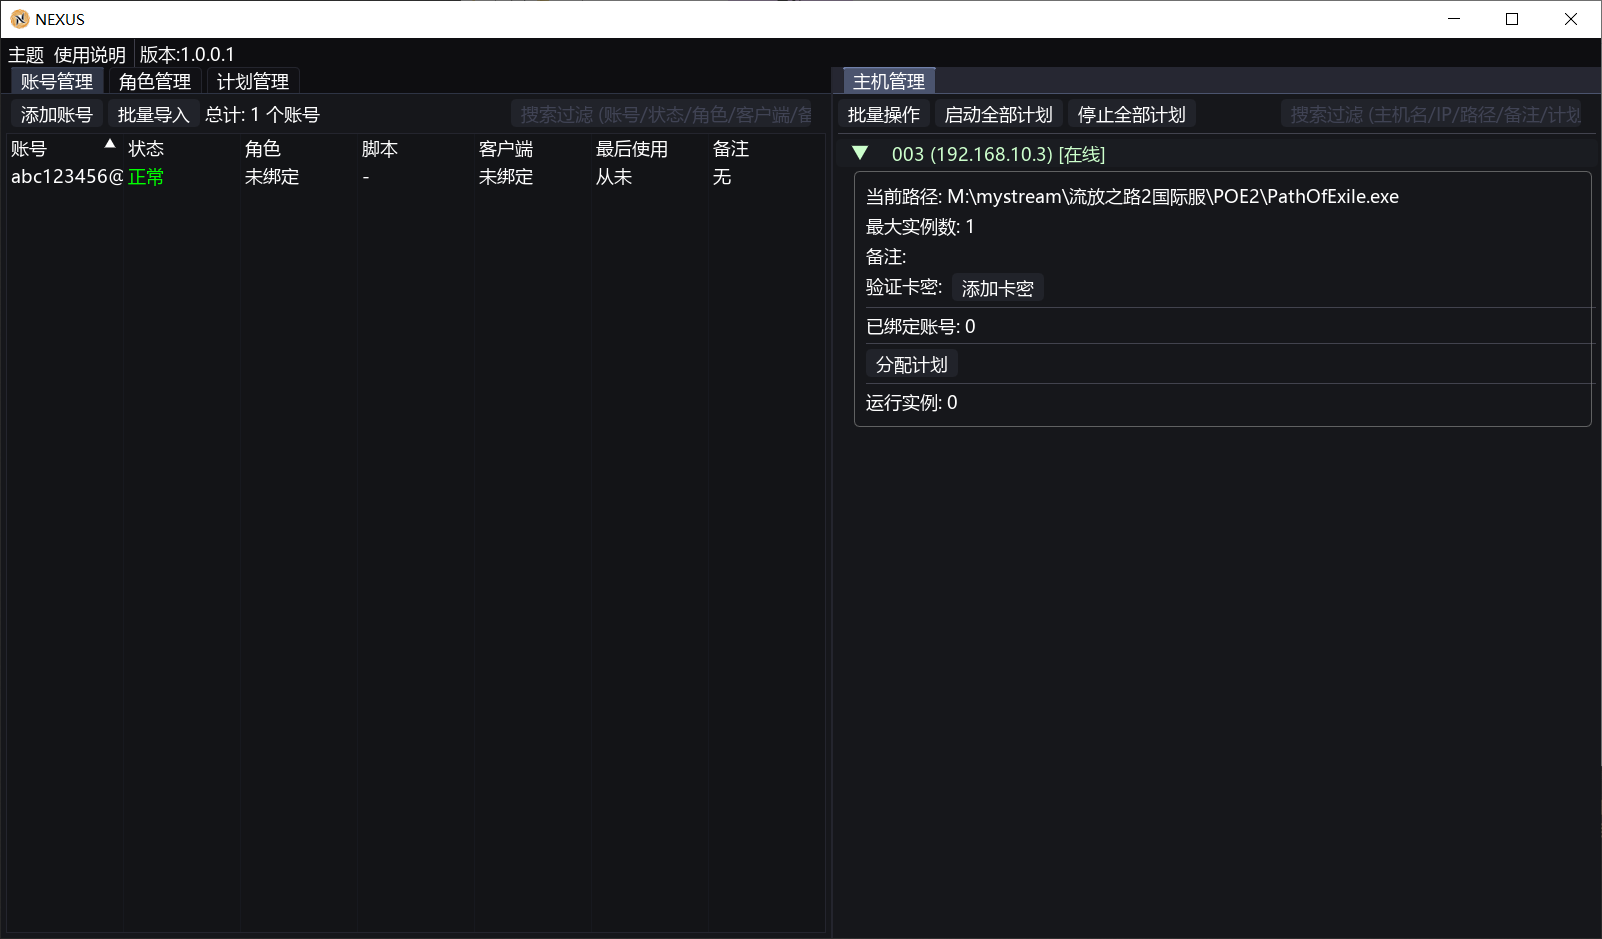 NEXUS
主题 使用说明 版本:1.0.0.1
账号管理 角色管理 计划管理
添加账号 批量导入 总计: 1 个账号 搜索过滤 (账号/状态/角色/客户端/备
账号 状态 角色 脚本 客户端 最后使用 备注
abc123456@ 正常 未绑定 - 未绑定 从未 无
主机管理
批量操作 启动全部计划 停止全部计划 搜索过滤 (主机名/IP/路径/备注/计划
003 (192.168.10.3) [在线]
当前路径: M:\mystream\流放之路2国际服\POE2\PathOfExile.exe
最大实例数: 1
备注:
验证卡密: 添加卡密
已绑定账号: 0
分配计划
运行实例: 0